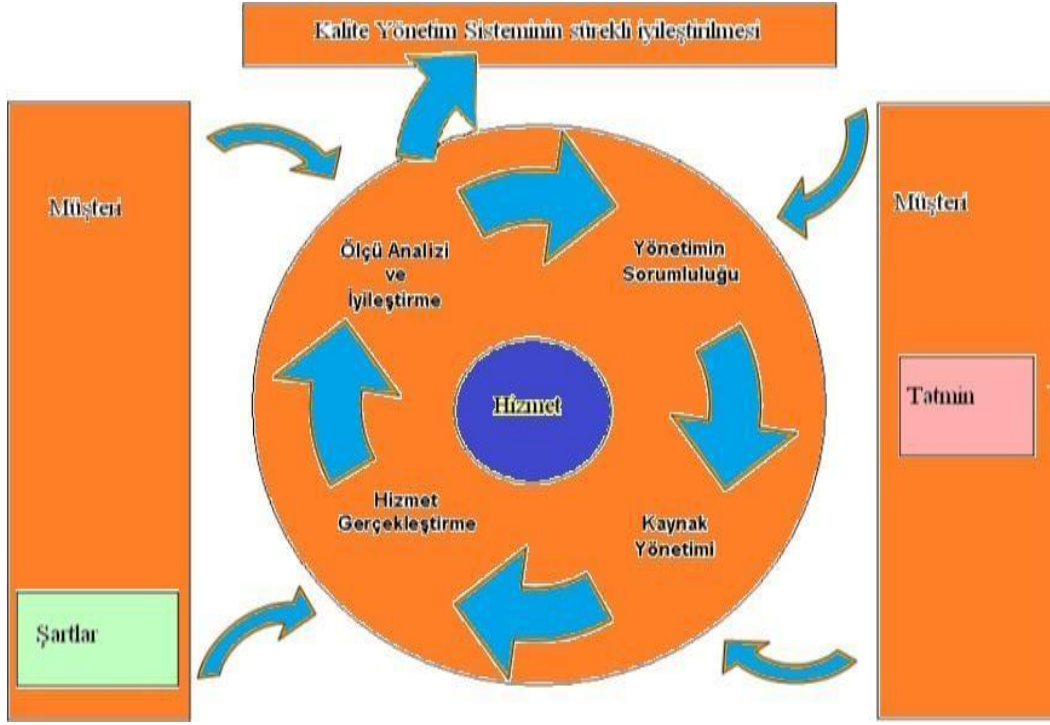 Kalite Yönetim Sisteminin sürekli iyileştirilmesi
Müşteri
Müşteri
Ölçü Analizi
ve
İyileştirme
Yönetimin
Sorumluluğu
Hizmet
Tatmin
Hizmet
Gerçekleştirme
Kaynak
Yönetimi
Şartlar